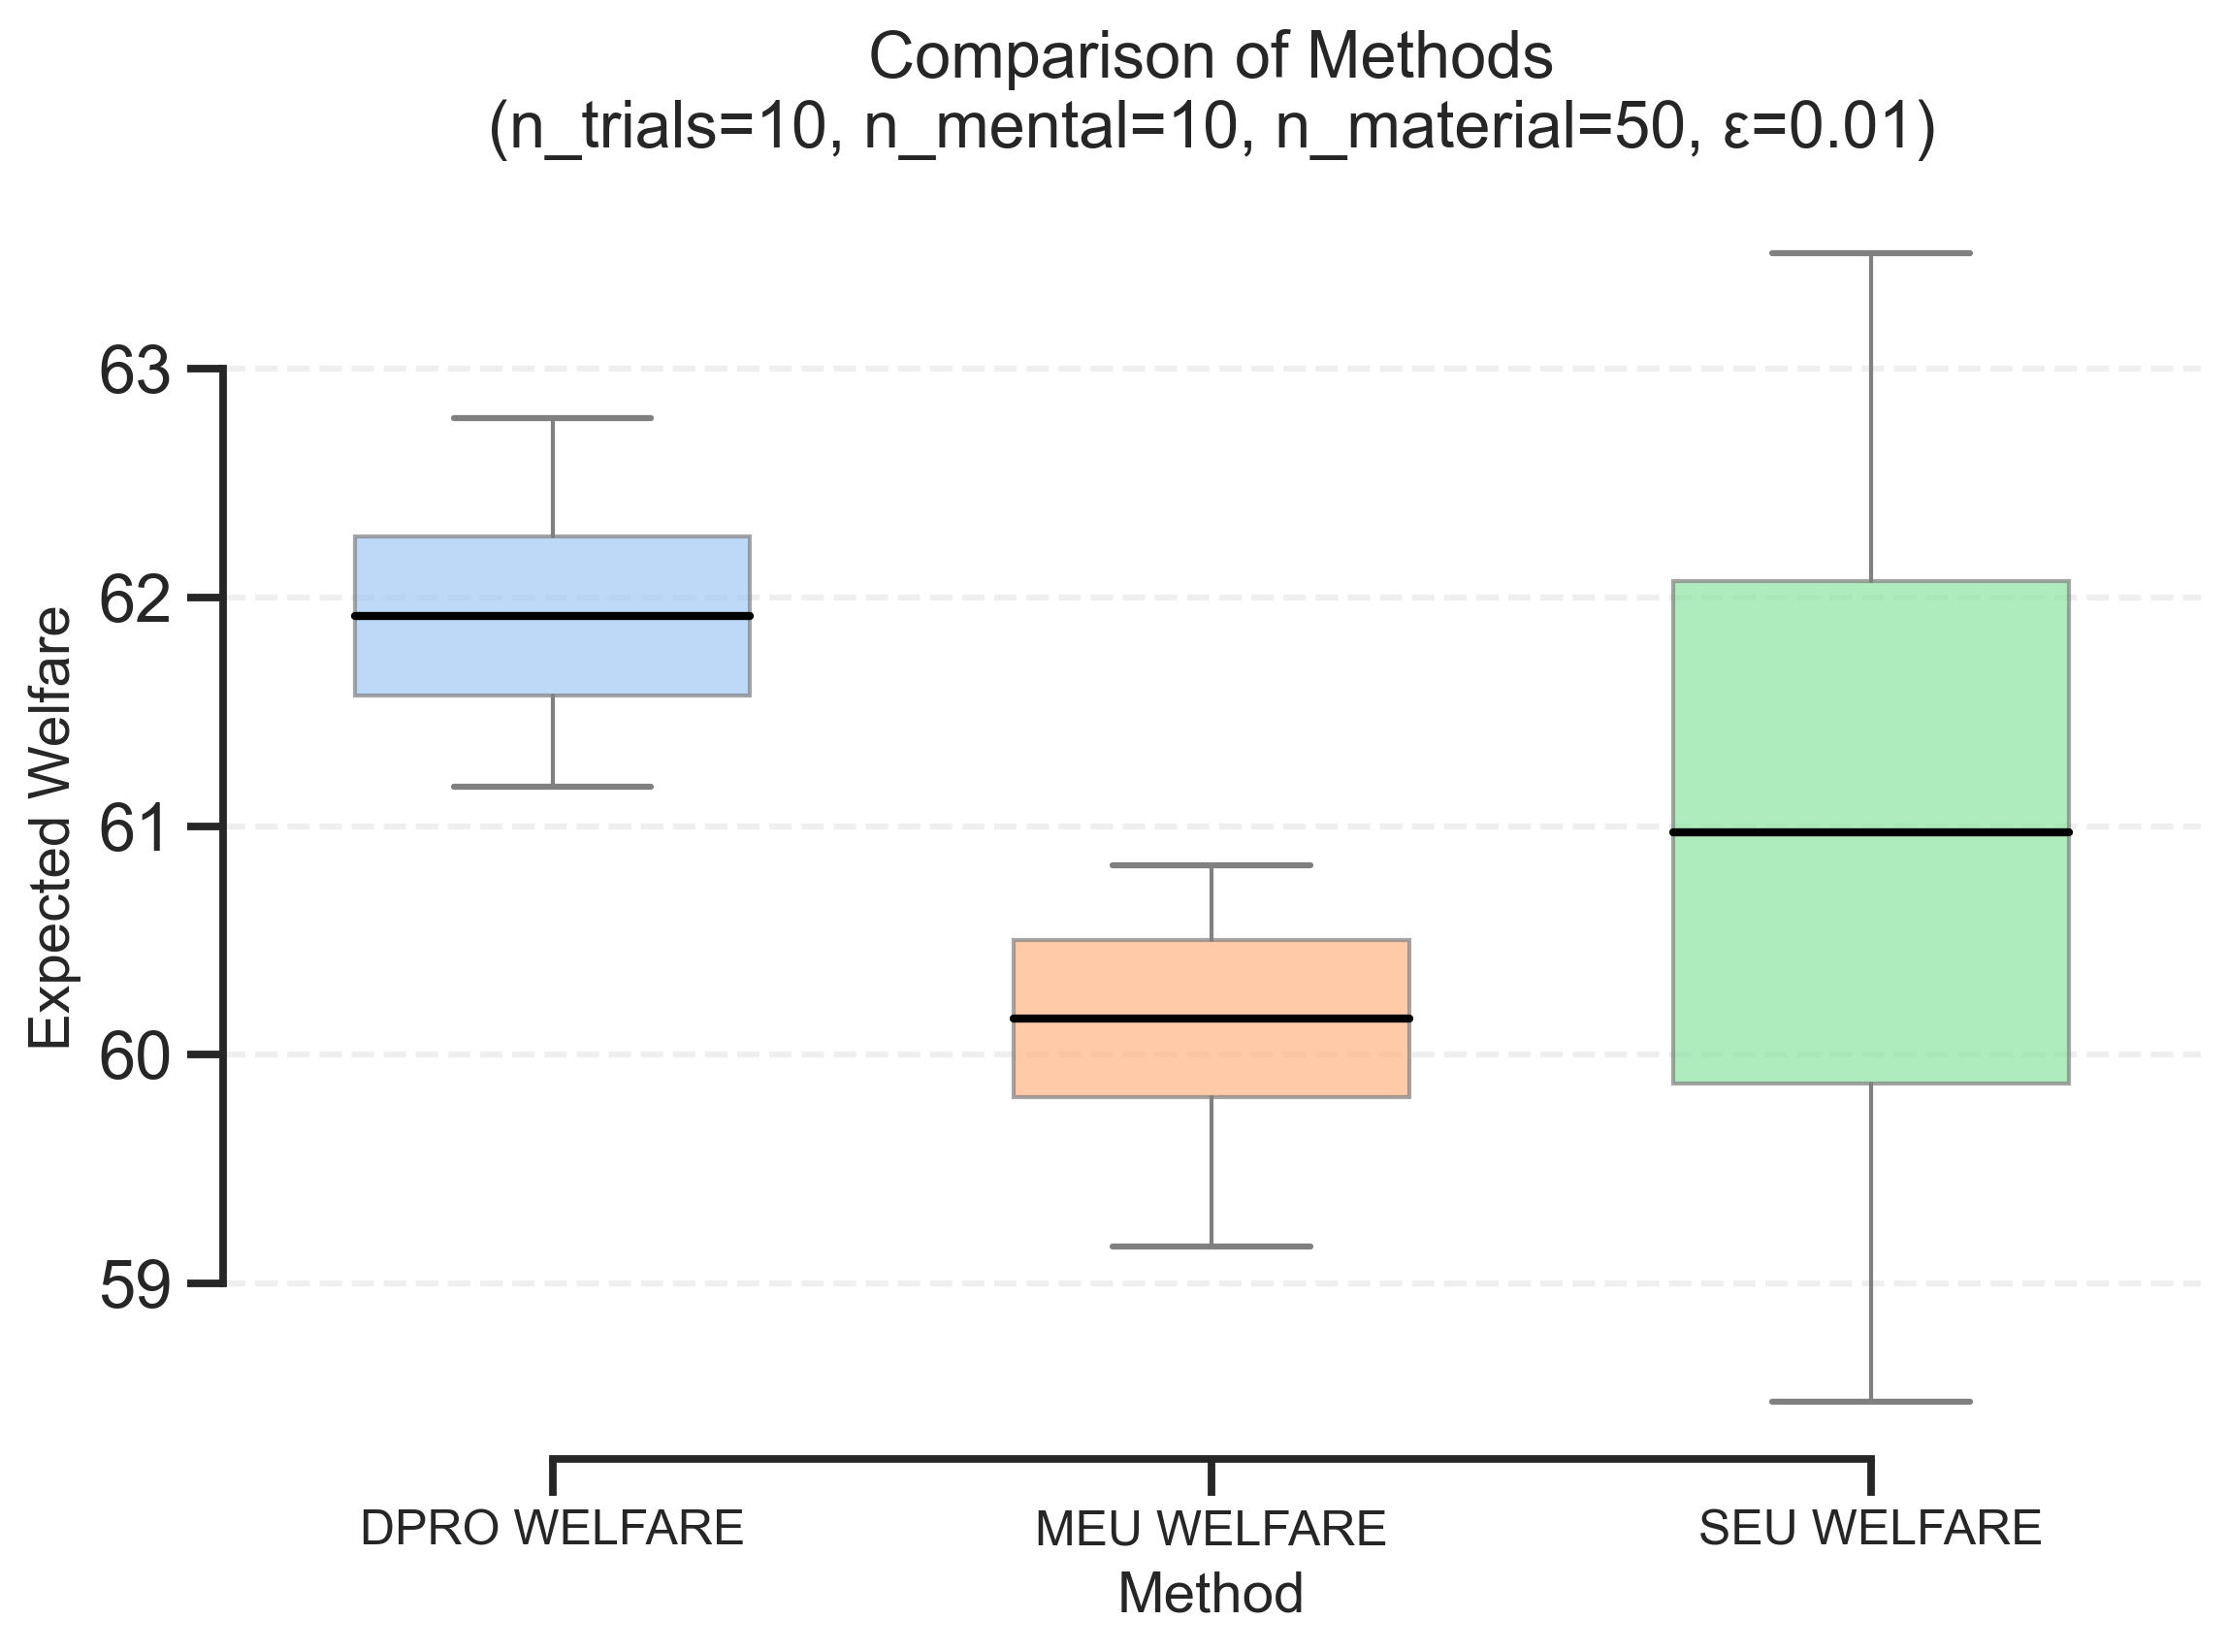 Comparison of Methods
(n_trials=10, n_mental=10, n_material=50, ε=0.01)
63
62
61
60
59
Expected Welfare
DPRO WELFARE
MEU WELFARE
SEU WELFARE
Method